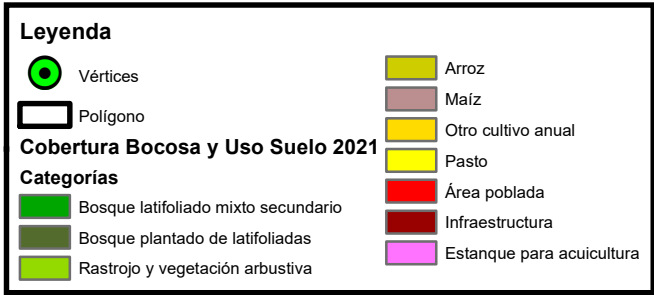 Leyenda
Vértices
Polígono
Cobertura Bocosa y Uso Suelo 2021
Categorías
Bosque latifoliado mixto secundario
Bosque plantado de latifoliadas
Rastrojo y vegetación arbustiva
Arroz
Maíz
Otro cultivo anual
Pasto
Área poblada
Infraestructura
Estanque para acuicultura